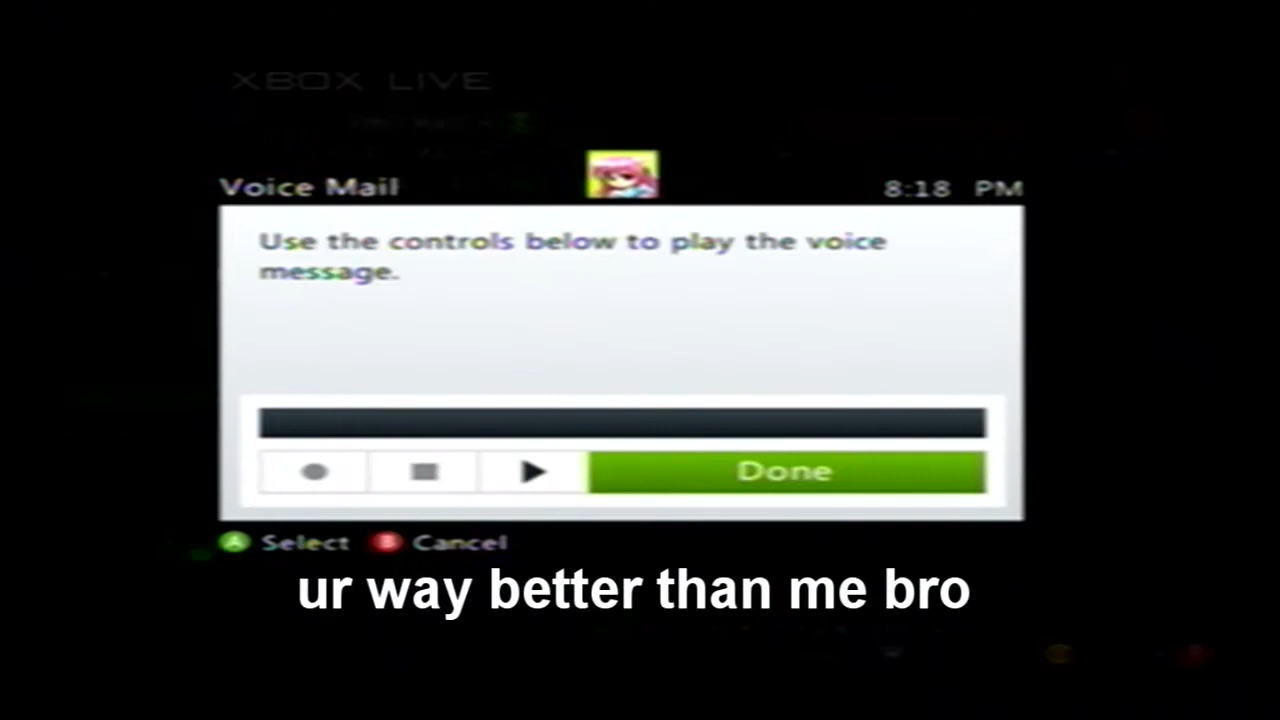 XBOX LIVE
Voice Mail
8:18 PM
Use the controls below to play the voice
message.
Done
A Select B Cancel
ur way better than me bro